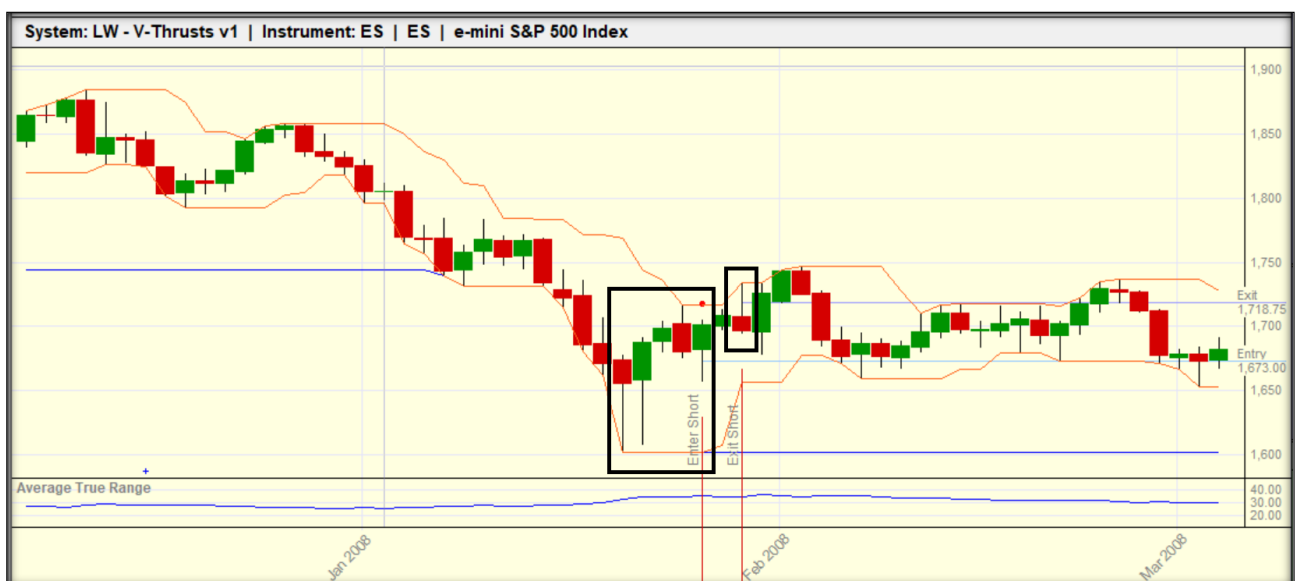 System: LW - V-Thrusts v1 | Instrument: ES | ES | e-mini S&P 500 Index
1,900
1,850
1,800
1,750
Exit
1,718.75
1,700
Entry
1,673.00
1,650
1,600
Enter Short
Exit Short
Average True Range
40.00
30.00
20.00
Jan 2008
Feb 2008
Mar 2008